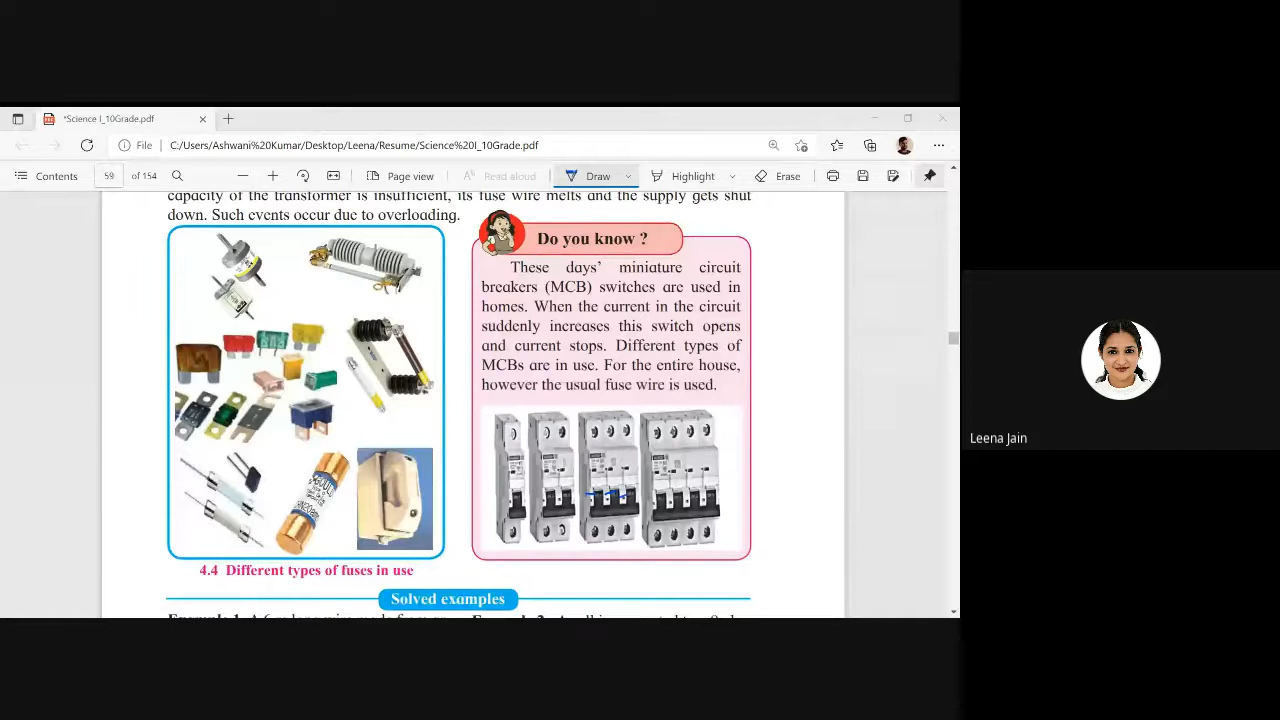 *Science I_10Grade.pdf
File
C:/Users/Ashwani%20Kumar/Desktop/Leena/Resume/Science%20I_10Grade.pdf
Contents
59
of 154
Page view
Read aloud
Draw
Highlight
Erase
capacity of the transformer is insufficient, its fuse wire melts and the supply gets shut
down. Such events occur due to overloading.
Do you know ?
These days' miniature circuit
breakers (MCB) switches are used in
homes. When the current in the circuit
suddenly increases this switch opens
and current stops. Different types of
MCBs are in use. For the entire house,
however the usual fuse wire is used.
4.4 Different types of fuses in use
Solved examples
Leena Jain